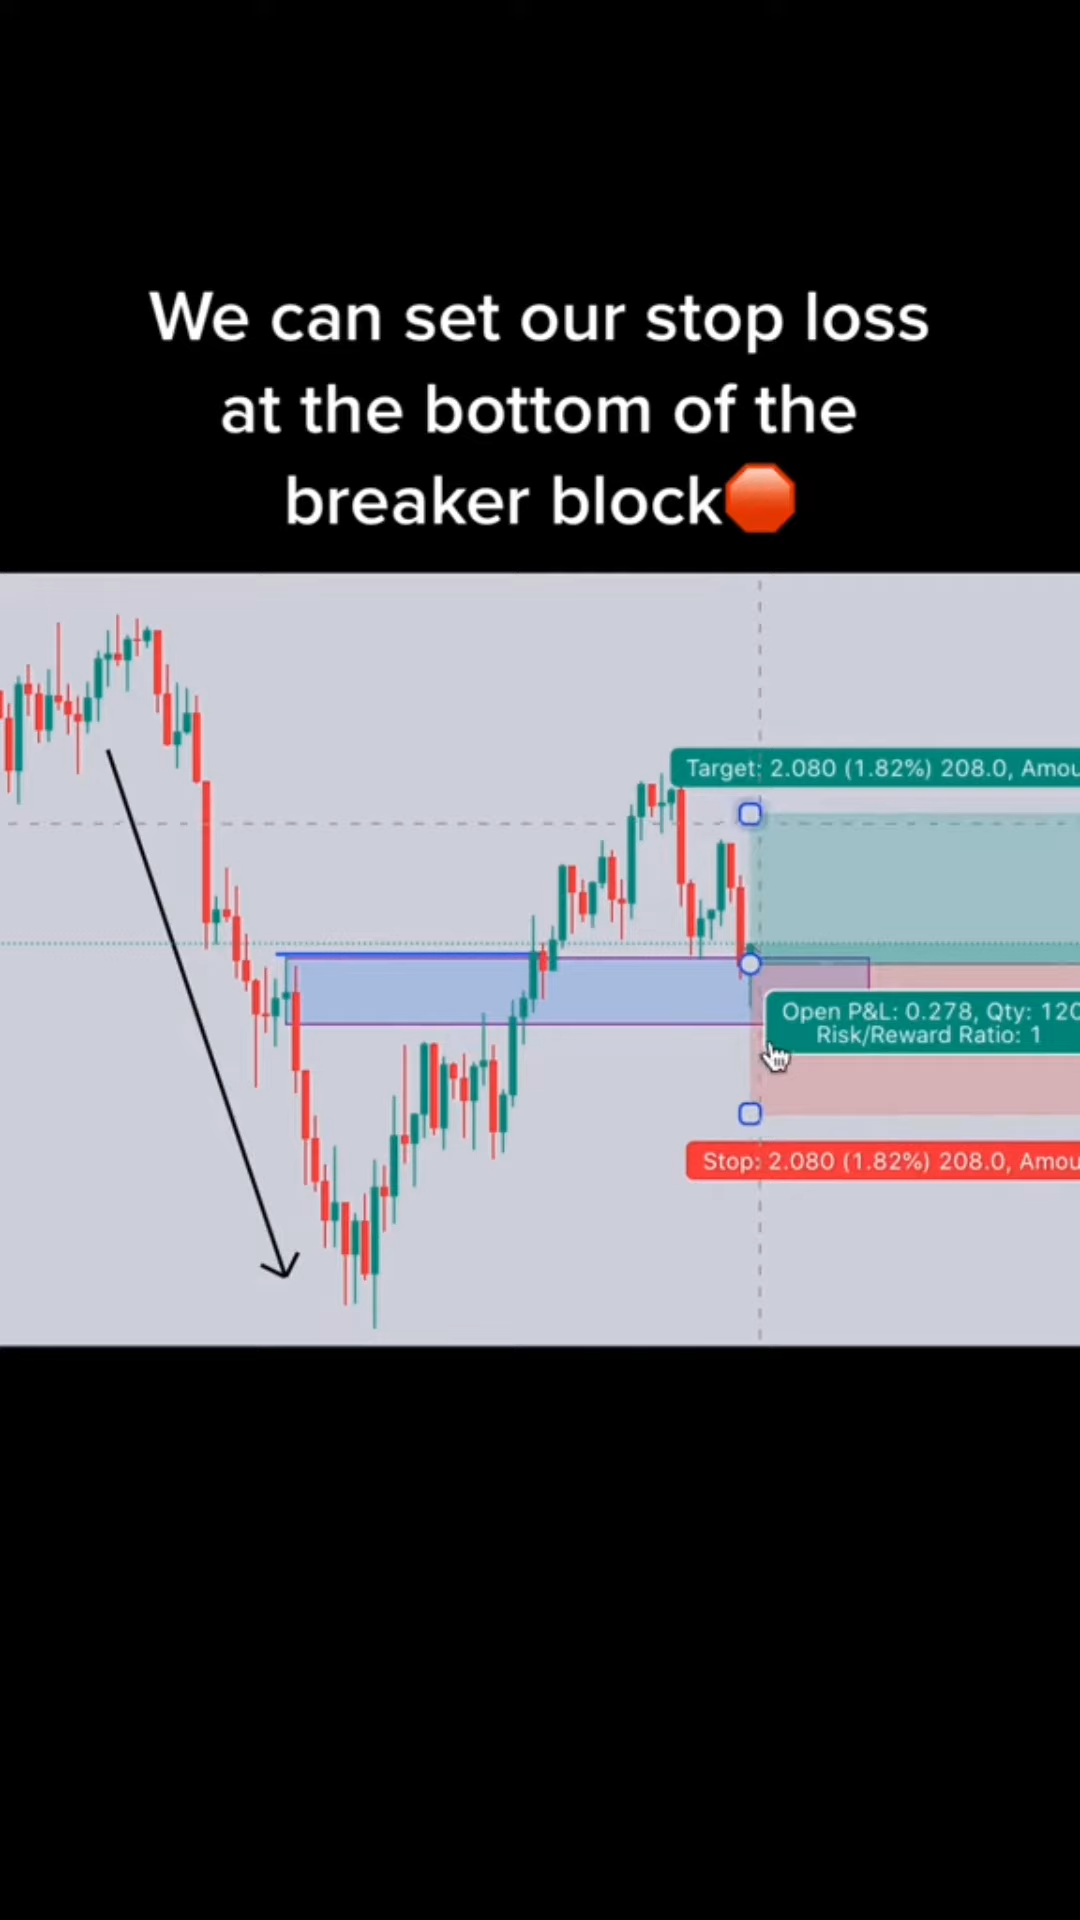 We can set our stop loss
at the bottom of the
breaker block🛑
Target: 2.080 (1.82%) 208.0, Amou
Open P&L: 0.278, Qty: 120
Risk/Reward Ratio: 1
Stop: 2.080 (1.82%) 208.0, Amou